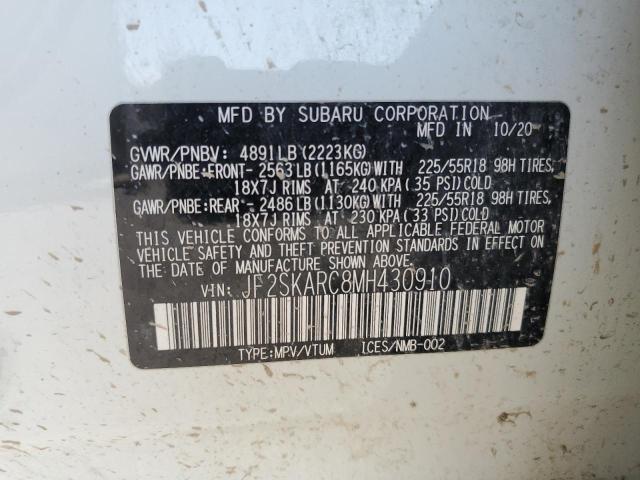 MFD BY SUBARU CORPORATION
MFD IN 10/20
GVWR/PNBV: 4891LB (2223KG)
GAWR/PNBE:FRONT- 2563LB (1165KG) WITH 225/55R18 98H TIRES,
18X7J RIMS AT 240 KPA (35 PSI) COLD
GAWR/PNBE:REAR - 2486LB (1130KG) WITH 225/55R18 98H TIRES,
18X7J RIMS AT 230 KPA (33 PSI) COLD
THIS VEHICLE CONFORMS TO ALL APPLICABLE FEDERAL MOTOR
VEHICLE SAFETY AND THEFT PREVENTION STANDARDS IN EFFECT
ON THE DATE OF MANUFACTURE SHOWN ABOVE.
VIN: JF2SKARC8MH430910
TYPE:MPV/VTUM ICES/NMB-002